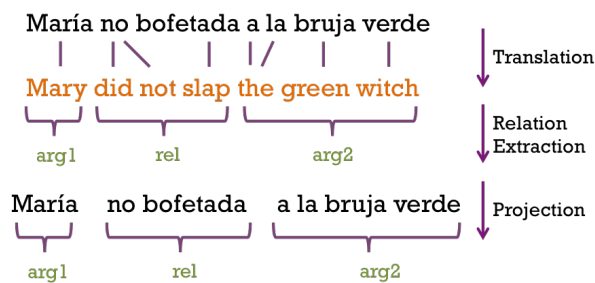 María no bofetada a la bruja verde
Translation
Mary did not slap the green witch
arg1 rel arg2
Relation
Extraction
María no bofetada a la bruja verde
Projection
arg1 rel arg2